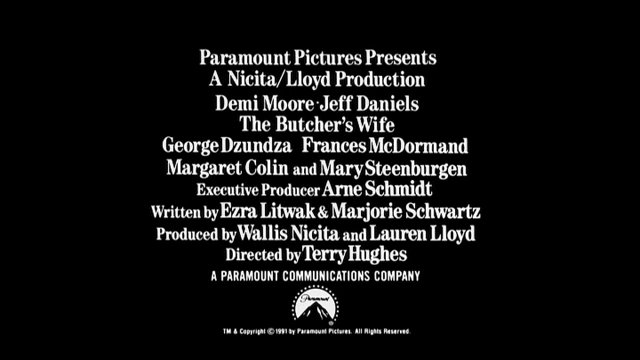 Paramount Pictures Presents
A Nicita/Lloyd Production
Demi Moore·Jeff Daniels
The Butcher's Wife
George Dzundza Frances McDormand
Margaret Colin and Mary Steenburgen
Executive Producer Arne Schmidt
Written by Ezra Litwak & Marjorie Schwartz
Produced by Wallis Nicita and Lauren Lloyd
Directed by Terry Hughes
A PARAMOUNT COMMUNICATIONS COMPANY
Paramount
TM & Copyright © 1991 by Paramount Pictures. All Rights Reserved.